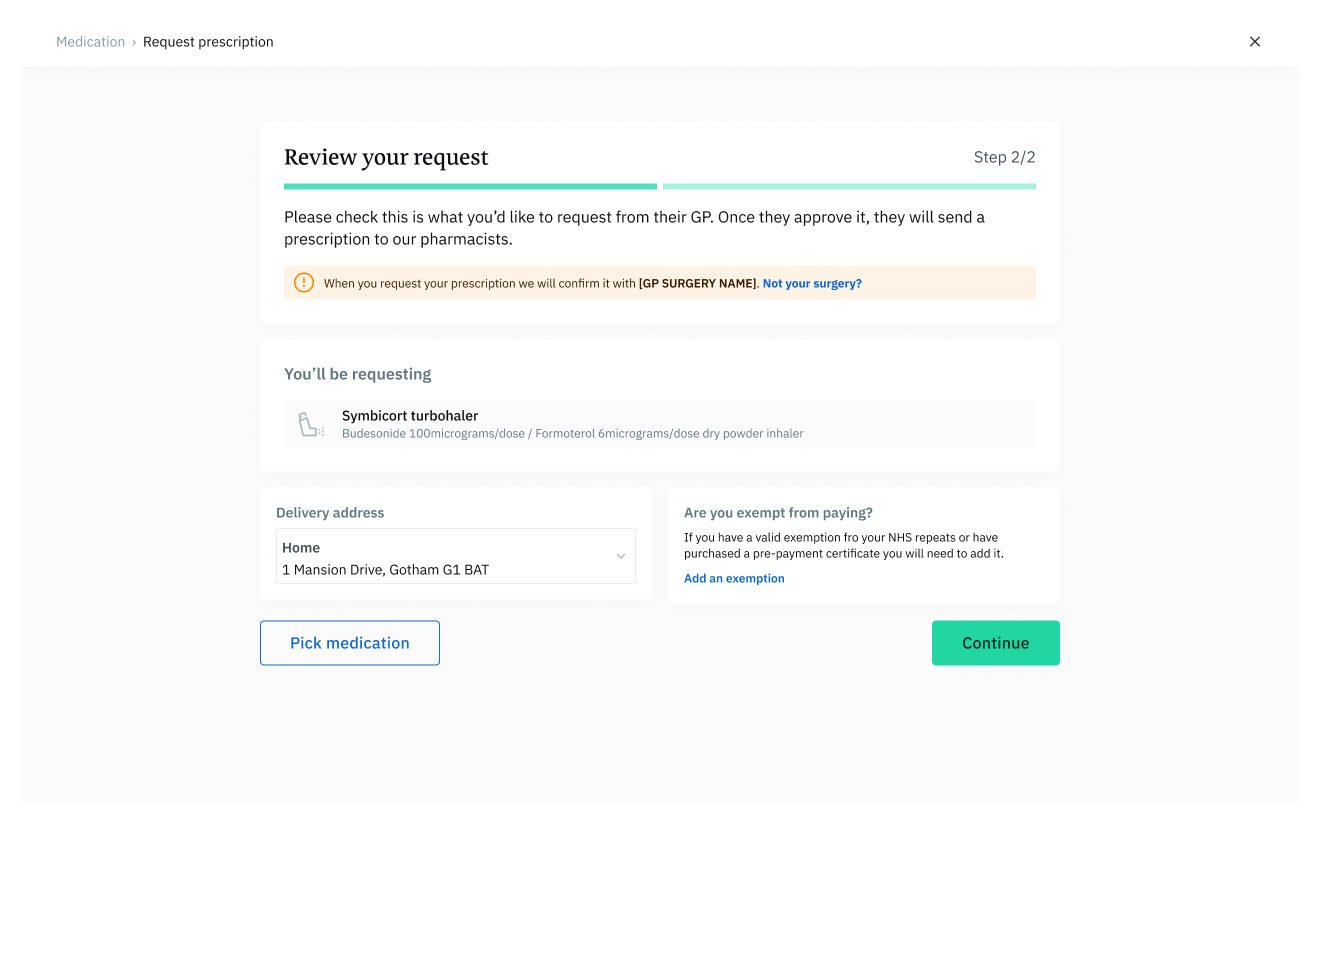 Medication › Request prescription
Review your request
Step 2/2
Please check this is what you’d like to request from their GP. Once they approve it, they will send a
prescription to our pharmacists.
When you request your prescription we will confirm it with [GP SURGERY NAME]. Not your surgery?
You’ll be requesting
Symbicort turbohaler
Budesonide 100micrograms/dose / Formoterol 6micrograms/dose dry powder inhaler
Delivery address
Home
1 Mansion Drive, Gotham G1 BAT
Are you exempt from paying?
If you have a valid exemption fro your NHS repeats or have
purchased a pre-payment certificate you will need to add it.
Add an exemption
Pick medication
Continue